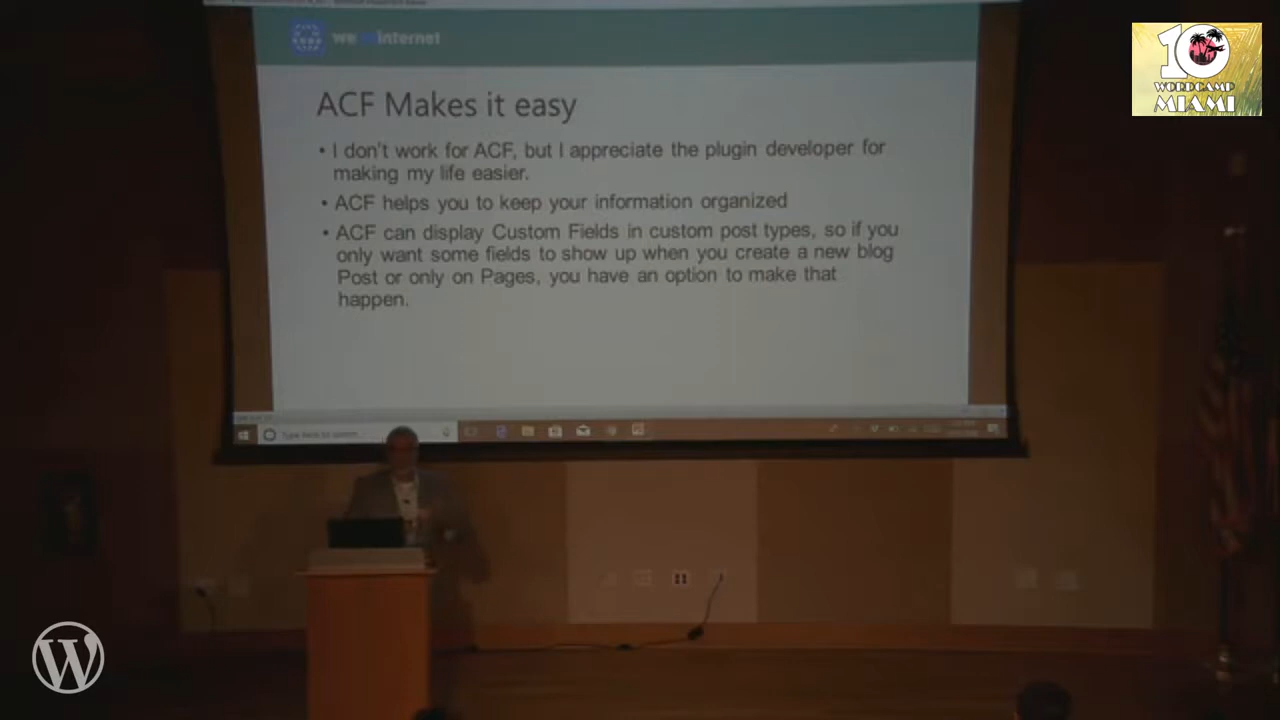 we internet
10
WORDCAMP
MIAMI
ACF Makes it easy
• I don't work for ACF, but I appreciate the plugin developer for
making my life easier.
• ACF helps you to keep your information organized
• ACF can display Custom Fields in custom post types, so if you
only want some fields to show up when you create a new blog
Post or only on Pages, you have an option to make that
happen.
Type here to search